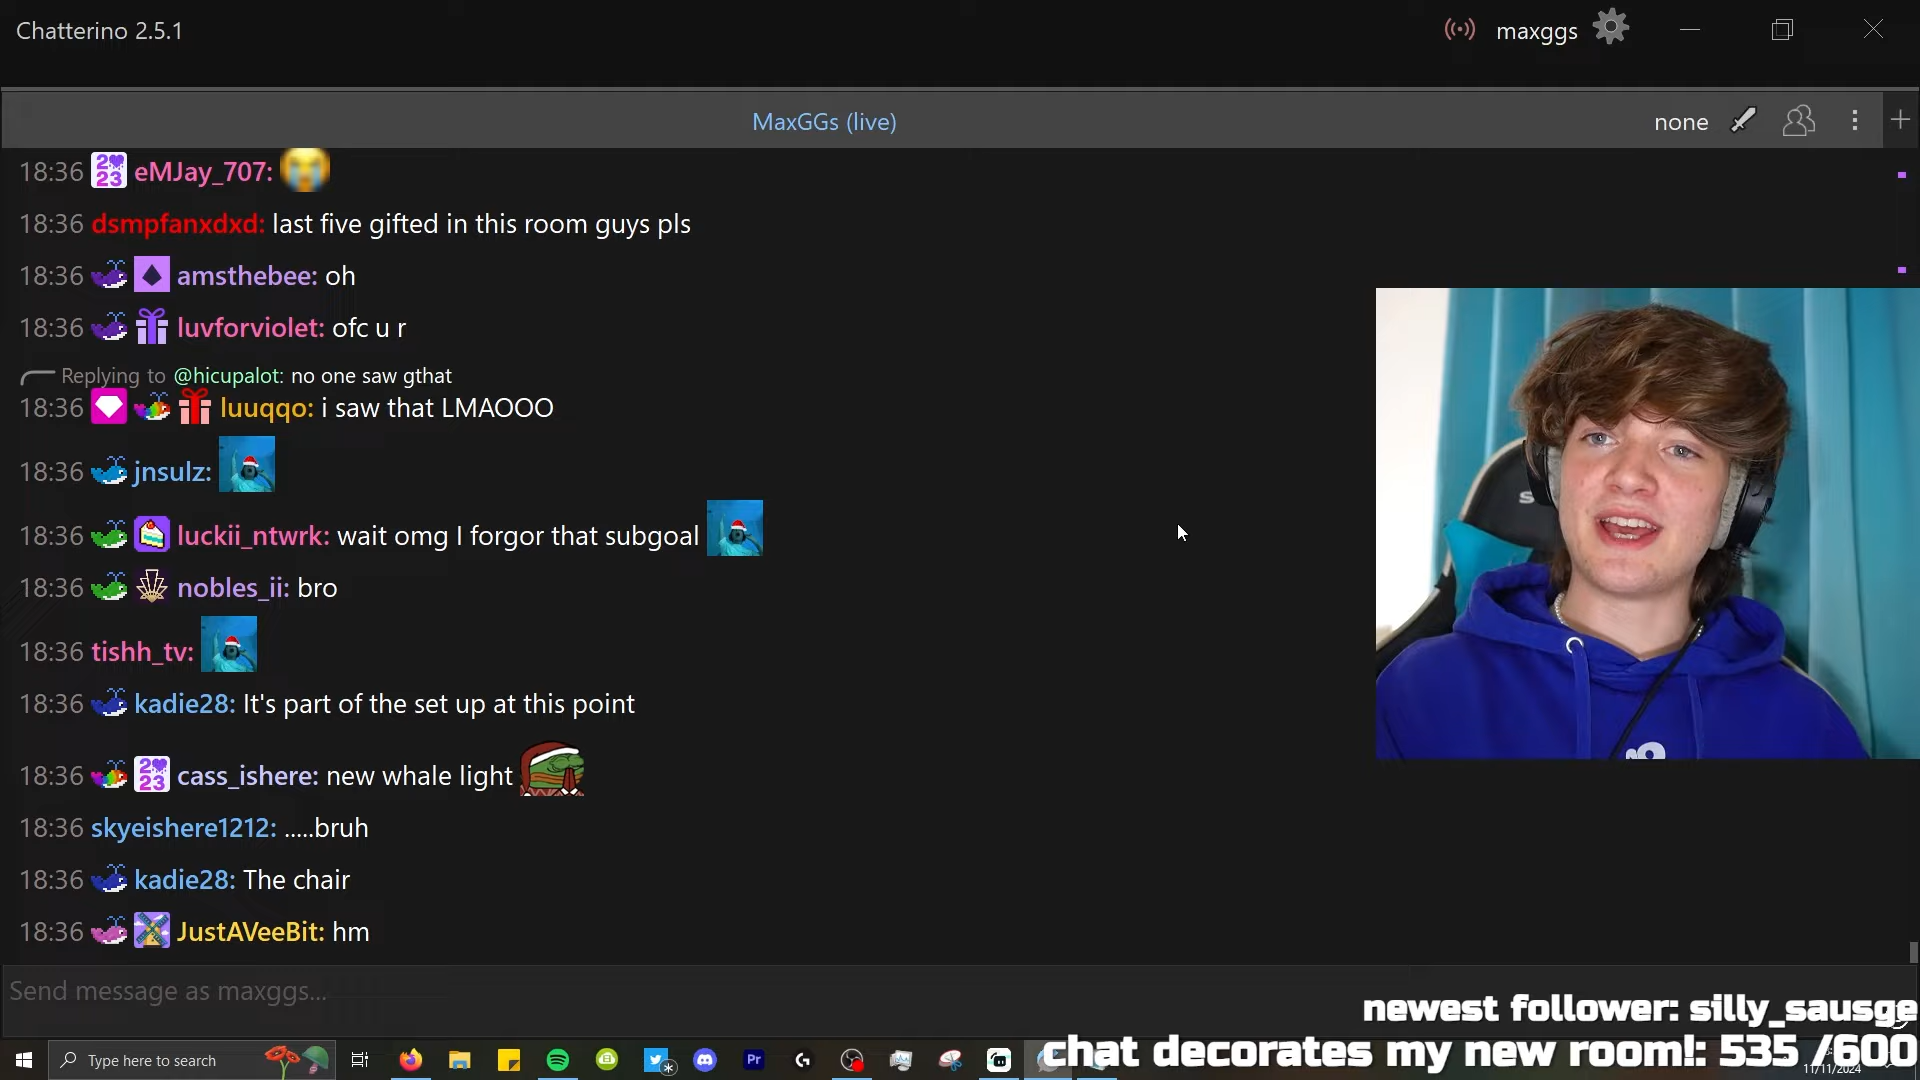 Chatterino 2.5.1
maxggs
MaxGGs (live)
none
18:36 eMJay_707:
18:36 dsmpfanxdxd: last five gifted in this room guys pls
18:36 amsthebee: oh
18:36 luvforviolet: ofc u r
Replying to @hicupalot: no one saw gthat
18:36 luuqqo: i saw that LMAOOO
18:36 jnsulz:
18:36 luckii_ntwrk: wait omg I forgor that subgoal
18:36 nobles_ii: bro
18:36 tishh_tv:
18:36 kadie28: It's part of the set up at this point
18:36 2023 cass_ishere: new whale light
18:36 skyeishere1212: .....bruh
18:36 kadie28: The chair
18:36 JustAVeeBit: hm
Send message as maxggs...
newest follower: silly_sausge
chat decorates my new room!: 535 /600
Type here to search
Pr
11/11/2024